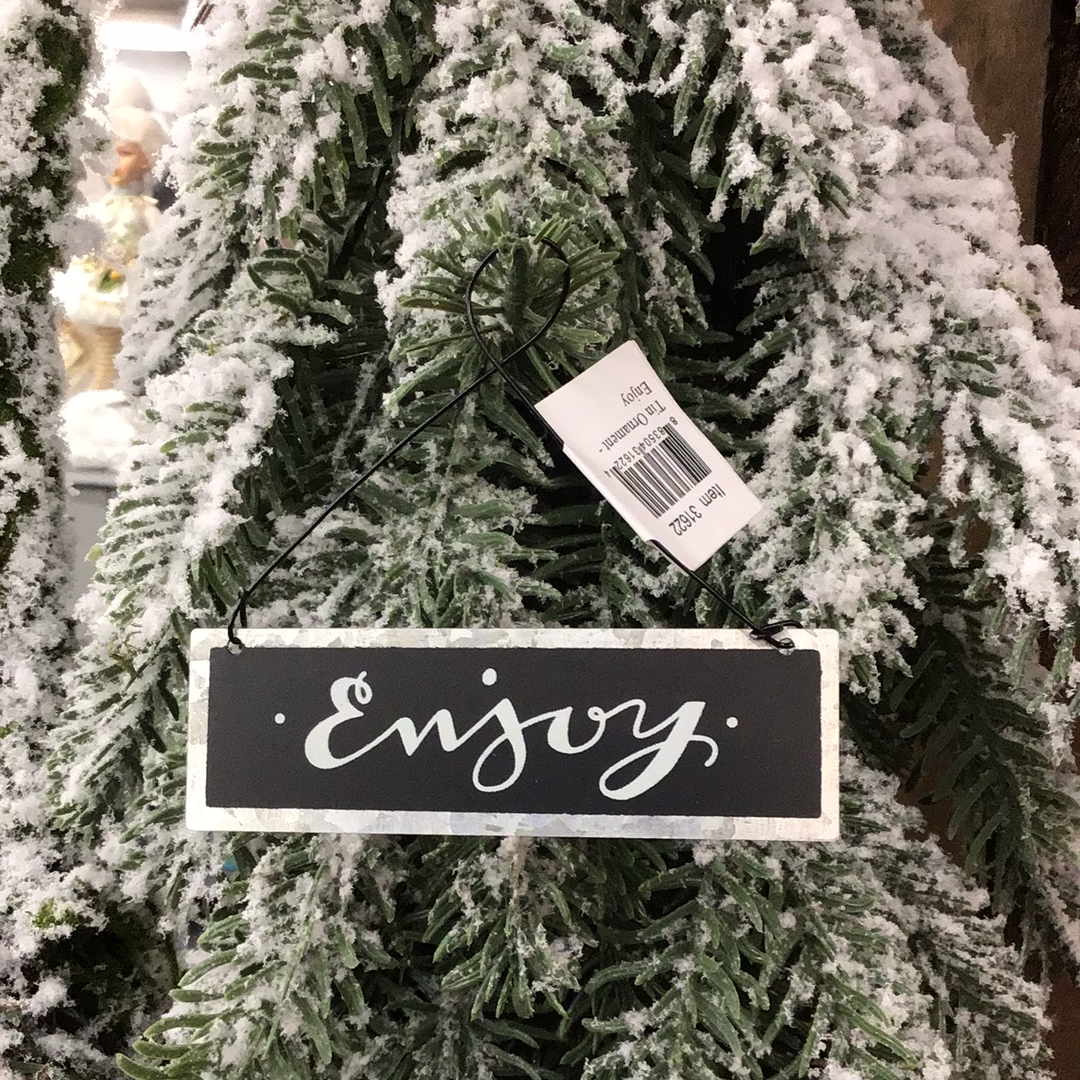 Enjoy
Item 31622
Tin Ornament -
Enjoy